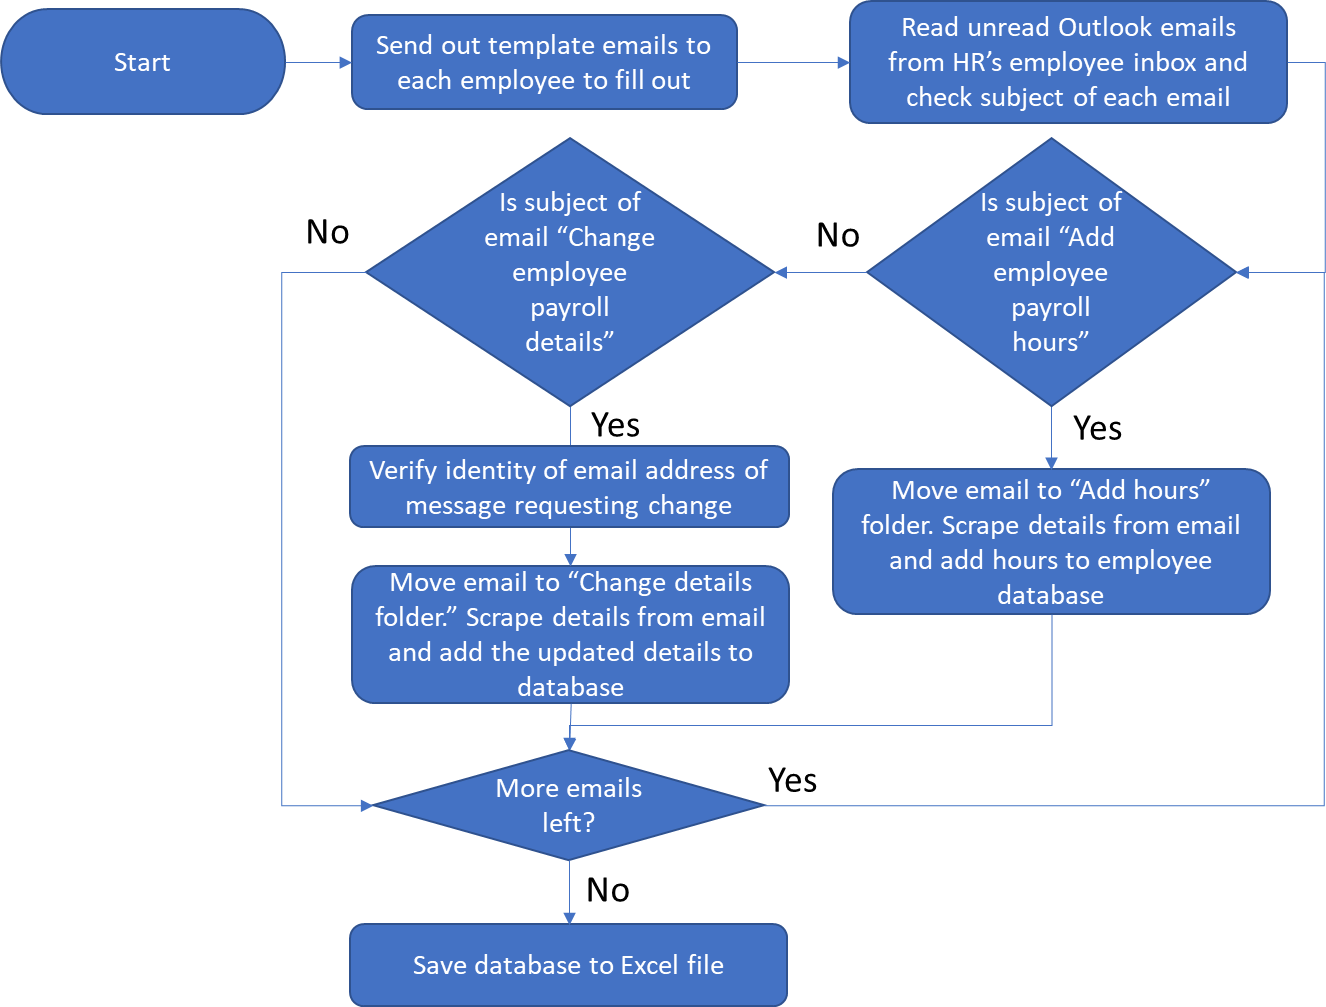 Start
Send out template emails to
each employee to fill out
Read unread Outlook emails
from HR's employee inbox and
check subject of each email
Is subject of
email “Add
employee
payroll
hours”
No
Is subject of
email “Change
employee
payroll
details”
No
Yes
Verify identity of email address of
message requesting change
Move email to “Change details
folder.” Scrape details from email
and add the updated details to
database
Yes
Move email to “Add hours”
folder. Scrape details from email
and add hours to employee
database
More emails
left?
Yes
No
Save database to Excel file